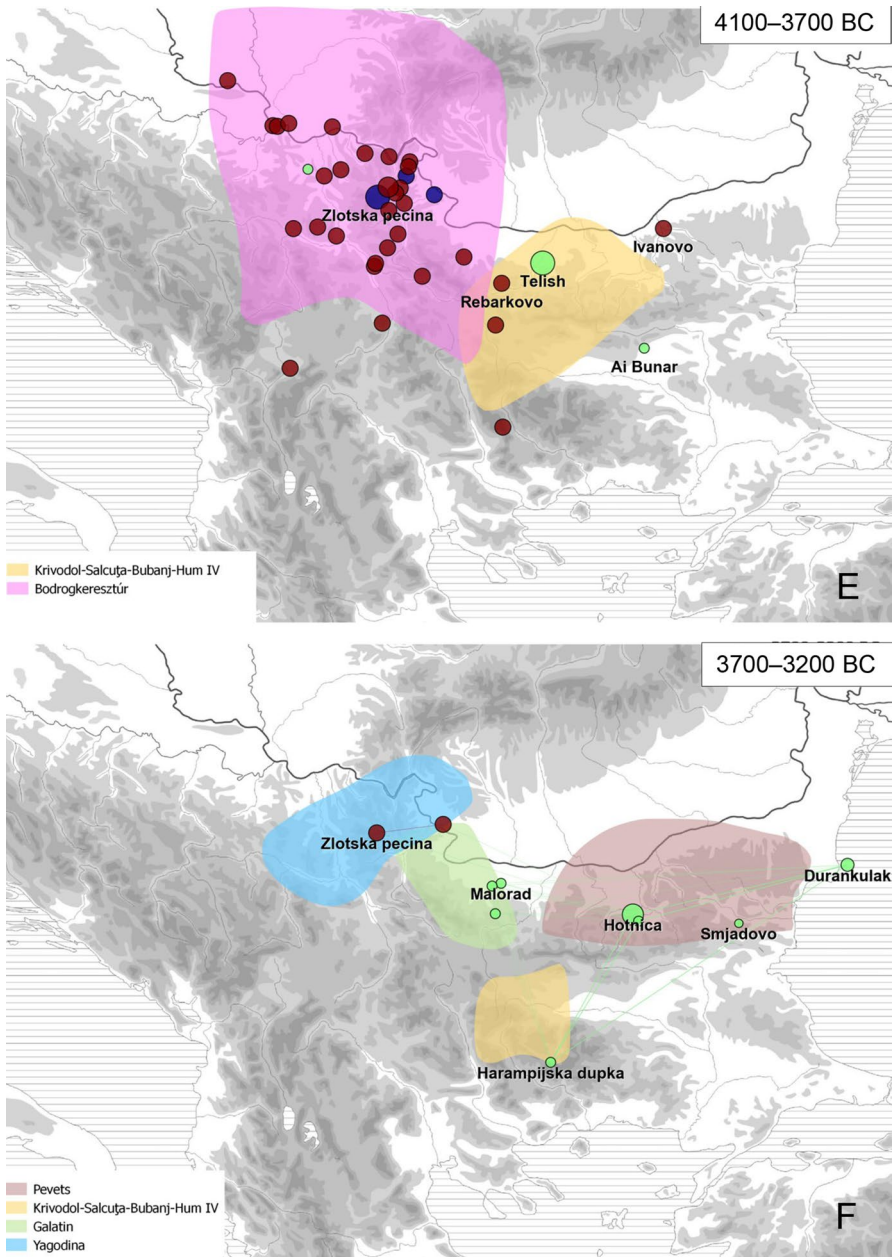 4100–3700 BC
Zlotska pecina
Ivanovo
Telish
Rebarkovo
Ai Bunar
Krivodol-Salcuţa-Bubanj-Hum IV
Bodrogkeresztúr
E
3700–3200 BC
Zlotska pecina
Durankulak
Malorad
Hotnica
Smjadovo
Harampijska dupka
Pevets
Krivodol-Salcuţa-Bubanj-Hum IV
Galatin
Yagodina
F